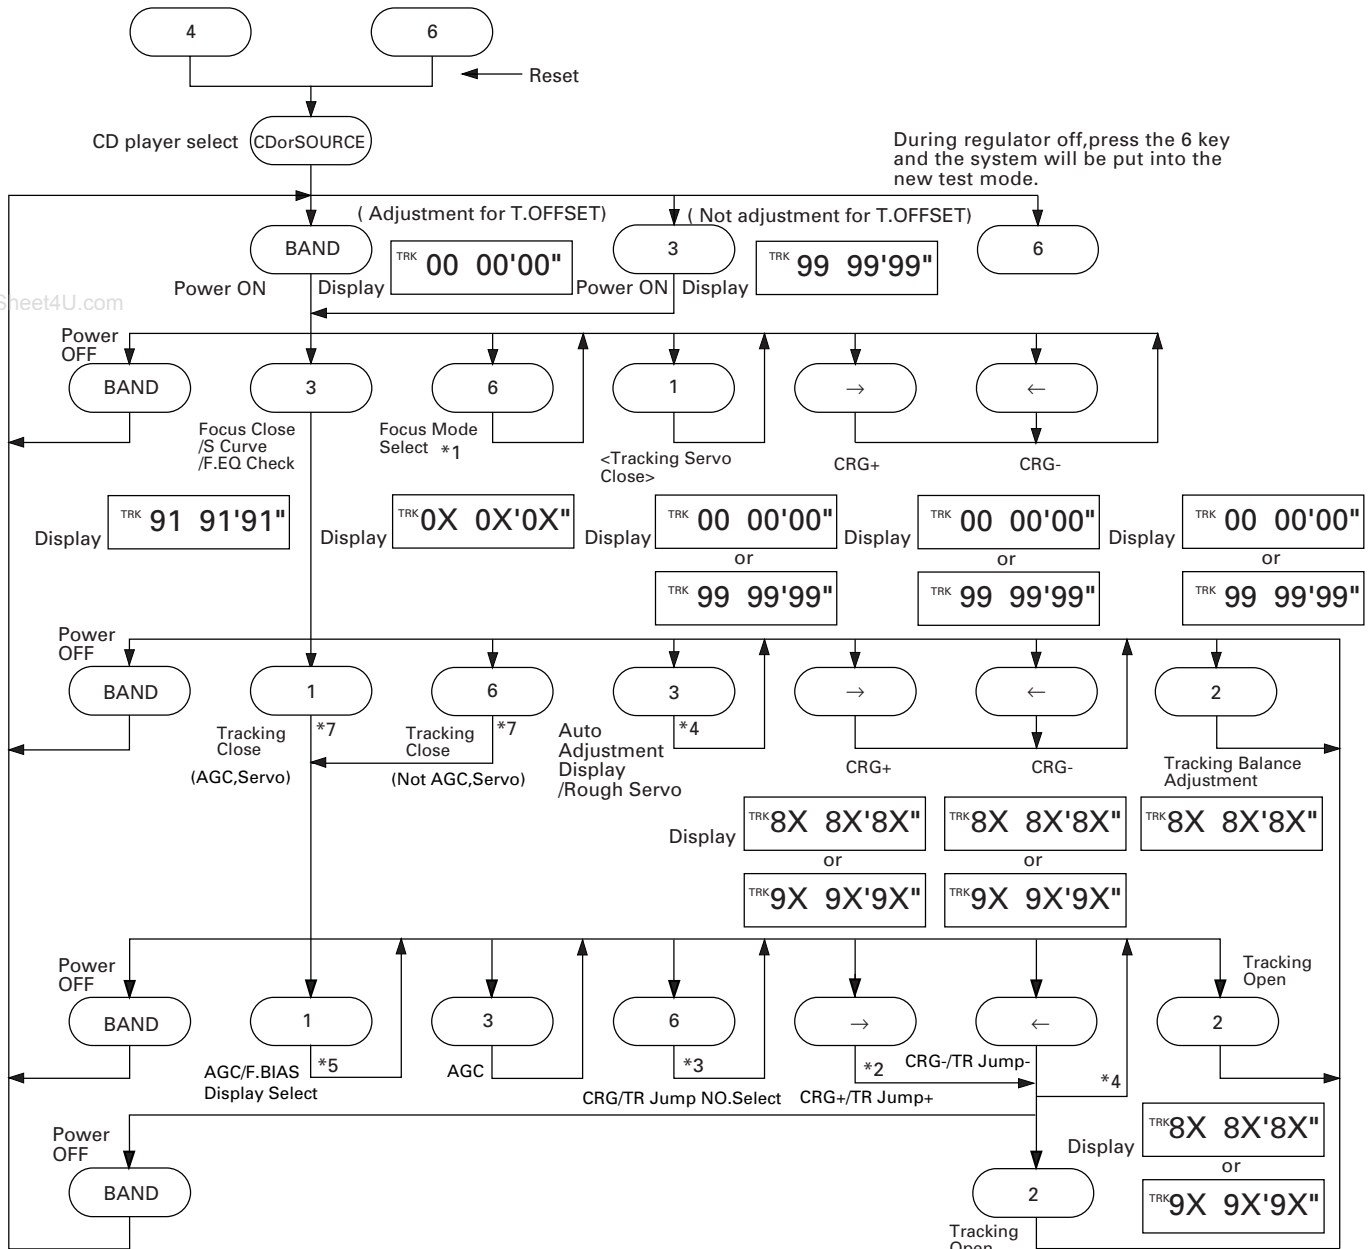 4
6
Reset
CD player select
CDorSOURCE
During regulator off,press the 6 key
and the system will be put into the
new test mode.
( Adjustment for T.OFFSET)
( Not adjustment for T.OFFSET)
BAND
TRK 00 00'00"
3
TRK 99 99'99"
6
Power ON
Display
Power ON
Display
Sheet4U.com
Power
OFF
BAND
3
6
1
→
←
Focus Close
/S Curve
/F.EQ Check
Focus Mode
Select *1
<Tracking Servo
Close>
CRG+
CRG-
Display
TRK 91 91'91"
Display
TRK 0X 0X'0X"
Display
TRK 00 00'00"
or
TRK 99 99'99"
Display
TRK 00 00'00"
or
TRK 99 99'99"
Display
TRK 00 00'00"
or
TRK 99 99'99"
Power
OFF
BAND
1
6
3
→
←
2
*7
Tracking
Close
(AGC,Servo)
*7
Tracking
Close
(Not AGC,Servo)
*4
Auto
Adjustment
Display
/Rough Servo
CRG+
CRG-
Tracking Balance
Adjustment
Display
TRK 8X 8X'8X"
or
TRK 9X 9X'9X"
TRK 8X 8X'8X"
or
TRK 9X 9X'9X"
TRK 8X 8X'8X"
Power
OFF
Tracking
Open
BAND
1
3
6
→
←
2
*5
AGC/F.BIAS
Display Select
AGC
*3
CRG/TR Jump NO.Select
*2
CRG+/TR Jump+
CRG-/TR Jump-
*4
Power
OFF
BAND
Display
TRK 8X 8X'8X"
or
TRK 9X 9X'9X"
2
Tracking
Open